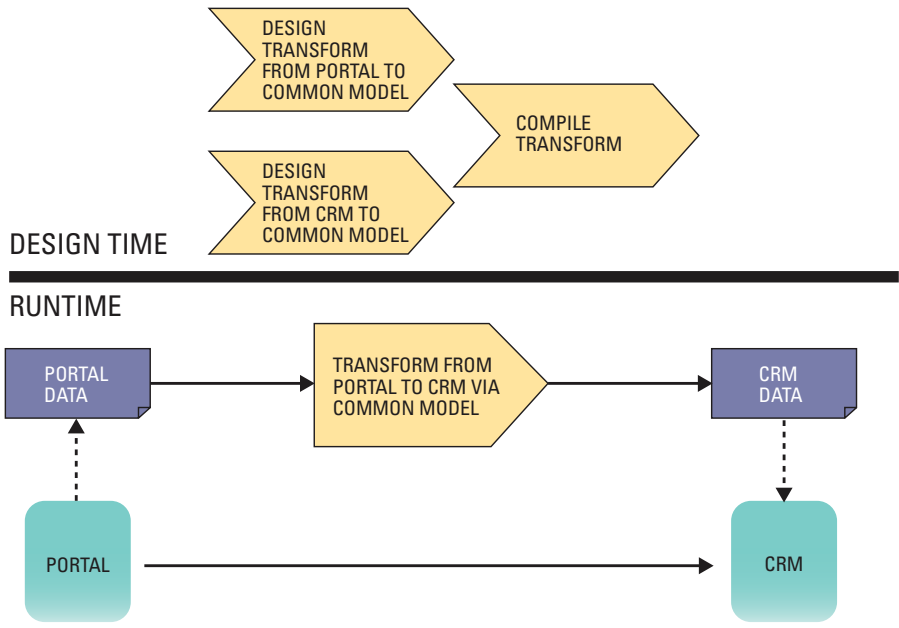 DESIGN
TRANSFORM
FROM PORTAL TO
COMMON MODEL
COMPILE
TRANSFORM
DESIGN
TRANSFORM
FROM CRM TO
COMMON MODEL
DESIGN TIME
RUNTIME
PORTAL
DATA
TRANSFORM FROM
PORTAL TO CRM VIA
COMMON MODEL
CRM
DATA
PORTAL
CRM